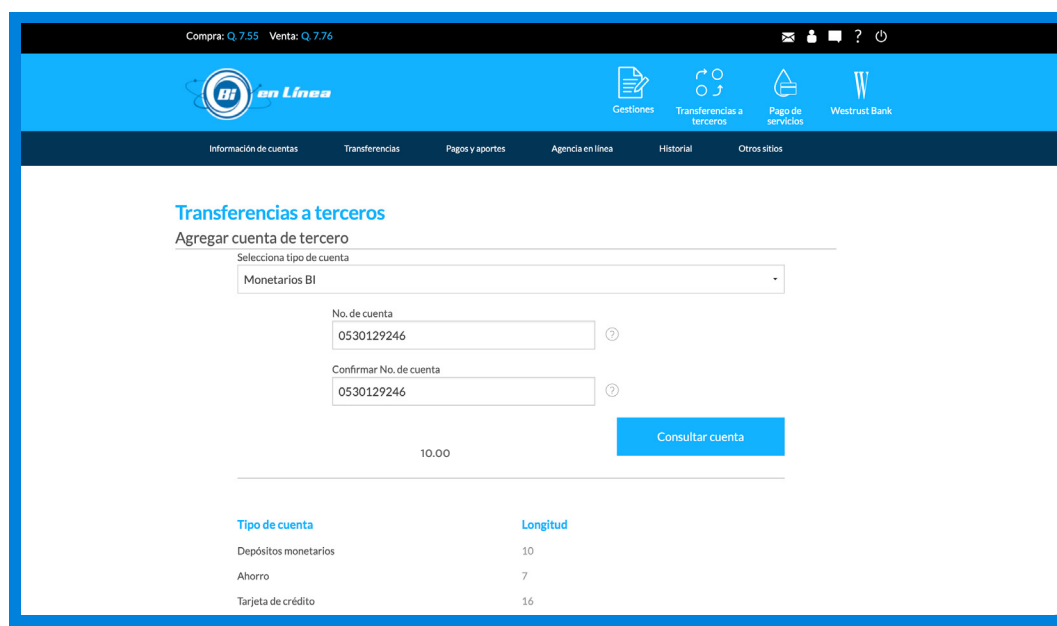 Compra: Q. 7.55 Venta: Q. 7.76
?
Bi en Línea
Gestiones
Transferencias a
terceros
Pago de
servicios
W
Westrust Bank
Información de cuentas Transferencias Pagos y aportes Agencia en línea Historial Otros sitios
Transferencias a terceros
Agregar cuenta de tercero
Selecciona tipo de cuenta
Monetarios BI
No. de cuenta
0530129246 ?
Confirmar No. de cuenta
0530129246 ?
Consultar cuenta
10.00
Tipo de cuenta Longitud
Depósitos monetarios 10
Ahorro 7
Tarjeta de crédito 16